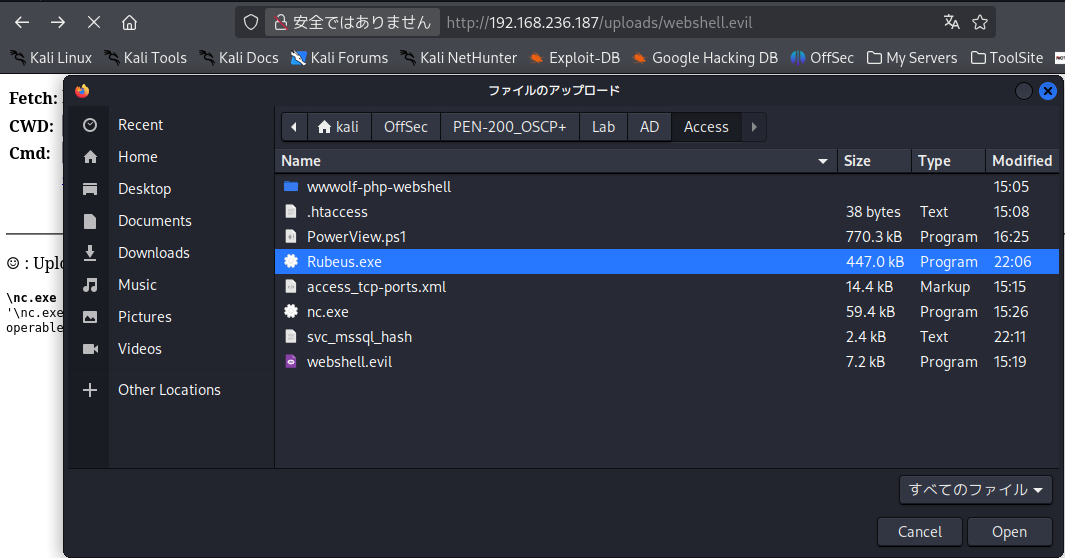 安全ではありません http://192.168.236.187/uploads/webshell.evil
Kali Linux Kali Tools Kali Docs Kali Forums Kali NetHunter Exploit-DB Google Hacking DB OffSec My Servers ToolSite
ファイルのアップロード
Fetch:
CWD:
Cmd:
☺ : Uplo
\nc.exe
'\nc.exe
operable
Recent
Home
Desktop
Documents
Downloads
Music
Pictures
Videos
Other Locations
kali OffSec PEN-200_OSCP+ Lab AD Access
Name Size Type Modified
wwwolf-php-webshell 15:05
.htaccess 38 bytes Text 15:08
PowerView.ps1 770.3 kB Program 16:25
Rubeus.exe 447.0 kB Program 22:06
access_tcp-ports.xml 14.4 kB Markup 15:15
nc.exe 59.4 kB Program 15:26
svc_mssql_hash 2.4 kB Text 22:11
webshell.evil 7.2 kB Program 15:19
すべてのファイル
Cancel Open